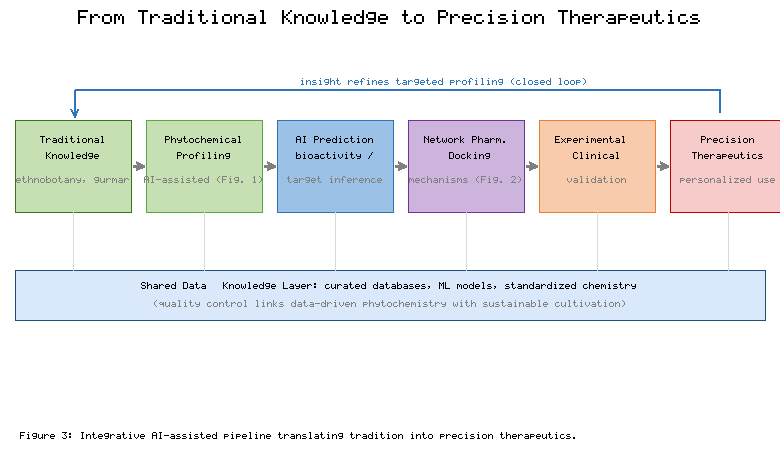 From Traditional Knowledge to Precision Therapeutics
insight refines targeted profiling (closed loop)
Traditional
Knowledge
ethnobotany, gurmar
Phytochemical
Profiling
AI-assisted (Fig. 1)
AI Prediction
bioactivity /
target inference
Network Pharm.
Docking
mechanisms (Fig. 2)
Experimental
Clinical
validation
Precision
Therapeutics
personalized use
Shared Data  Knowledge Layer: curated databases, ML models, standardized chemistry
(quality control links data-driven phytochemistry with sustainable cultivation)
Figure 3: Integrative AI-assisted pipeline translating tradition into precision therapeutics.